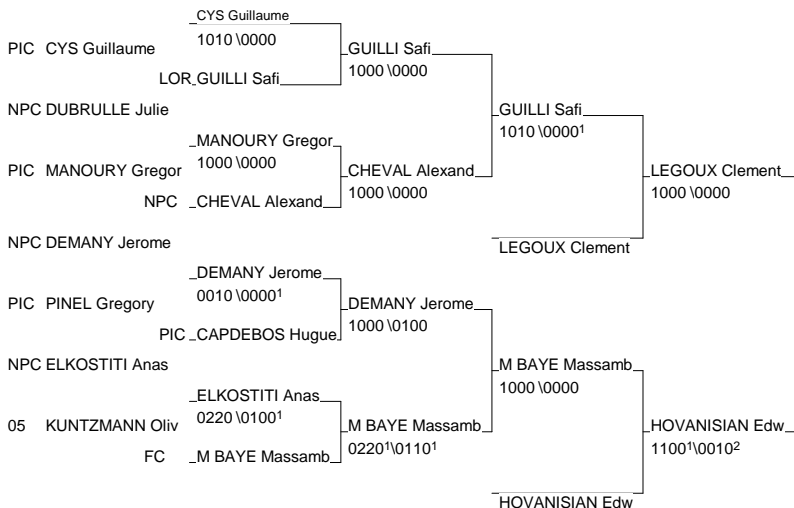 CYS Guillaume
1010 \0000
PIC CYS Guillaume
GUILLI Safi
1000 \0000
LOR GUILLI Safi
NPC DUBRULLE Julie
GUILLI Safi
1010 \0000¹
MANOURY Gregor
1000 \0000
PIC MANOURY Gregor
CHEVAL Alexand
1000 \0000
LEGOUX Clement
1000 \0000
NPC CHEVAL Alexand
NPC DEMANY Jerome
LEGOUX Clement
DEMANY Jerome
0010 \0000¹
PIC PINEL Gregory
DEMANY Jerome
1000 \0100
PIC CAPDEBOS Hugue
NPC ELKOSTITI Anas
M BAYE Massamb
1000 \0000
ELKOSTITI Anas
0220 \0100¹
05 KUNTZMANN Oliv
M BAYE Massamb
0220¹\0110¹
HOVANISIAN Edw
1100¹\0010²
FC M BAYE Massamb
HOVANISIAN Edw